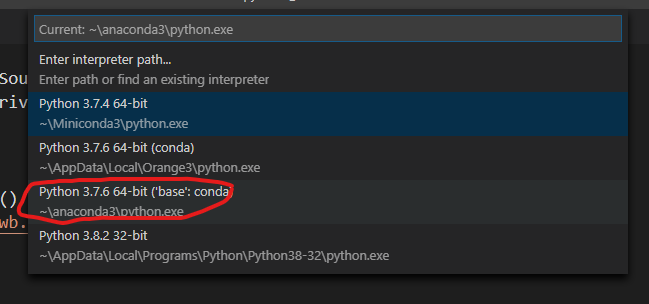 Current: ~\anaconda3\python.exe
Enter interpreter path...
Enter path or find an existing interpreter
Sou
Python 3.7.4 64-bit
riv
~\Miniconda3\python.exe
Python 3.7.6 64-bit (conda)
~\AppData\Local\Orange3\python.exe
Python 3.7.6 64-bit ('base': conda)
()
~\anaconda3\python.exe
wb.
Python 3.8.2 32-bit
~\AppData\Local\Programs\Python\Python38-32\python.exe